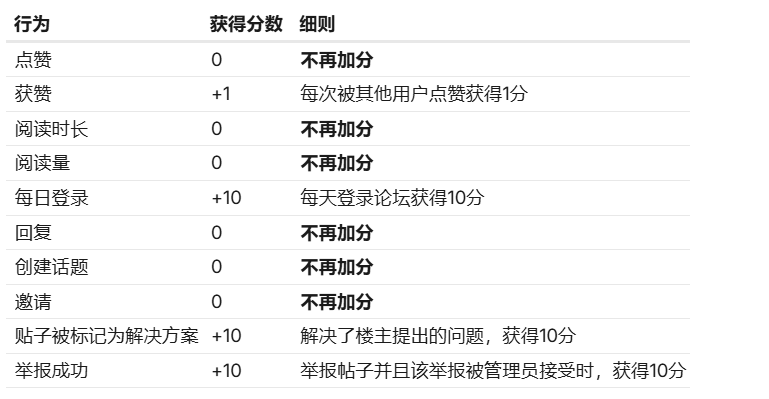 行为 获得分数 细则
点赞 0 不再加分
获赞 +1 每次被其他用户点赞获得1分
阅读时长 0 不再加分
阅读量 0 不再加分
每日登录 +10 每天登录论坛获得10分
回复 0 不再加分
创建话题 0 不再加分
邀请 0 不再加分
贴子被标记为解决方案 +10 解决了楼主提出的问题，获得10分
举报成功 +10 举报帖子并且该举报被管理员接受时，获得10分